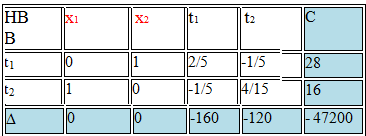 HB B x1 x2 t1 t2 C
t1 0 1 2/5 -1/5 28
t2 1 0 -1/5 4/15 16
Δ 0 0 -160 -120 - 47200